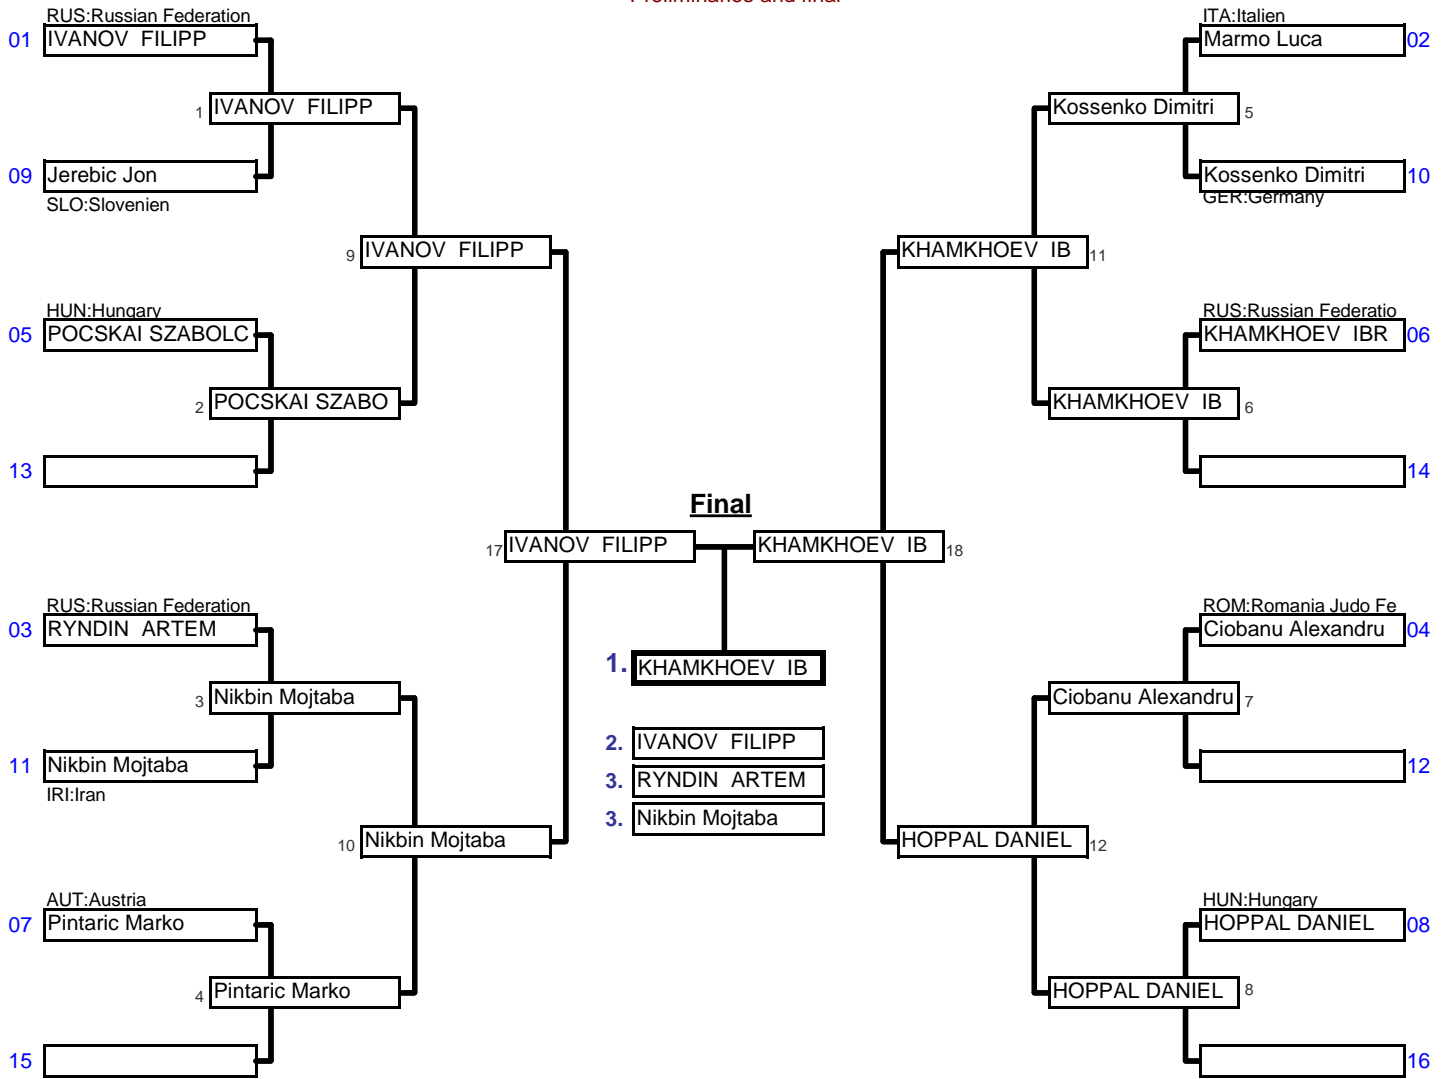 Preliminaries and final
RUS:Russian Federation
01 IVANOV FILIPP
1 IVANOV FILIPP
09 Jerebic Jon
SLO:Slovenien
9 IVANOV FILIPP
HUN:Hungary
05 POCSKAI SZABOLC
2 POCSKAI SZABO
13
17 IVANOV FILIPP
RUS:Russian Federation
03 RYNDIN ARTEM
3 Nikbin Mojtaba
11 Nikbin Mojtaba
IRI:Iran
10 Nikbin Mojtaba
AUT:Austria
07 Pintaric Marko
4 Pintaric Marko
15
Final
1. KHAMKHOEV IB
2. IVANOV FILIPP
3. RYNDIN ARTEM
3. Nikbin Mojtaba
ITA:Italien
Marmo Luca 02
Kossenko Dimitri 5
Kossenko Dimitri 10
GER:Germany
KHAMKHOEV IB 11
RUS:Russian Federatio
KHAMKHOEV IBR 06
KHAMKHOEV IB 6
14
KHAMKHOEV IB 18
ROM:Romania Judo Fe
Ciobanu Alexandru 04
Ciobanu Alexandru 7
12
HOPPAL DANIEL 12
HUN:Hungary
HOPPAL DANIEL 08
HOPPAL DANIEL 8
16